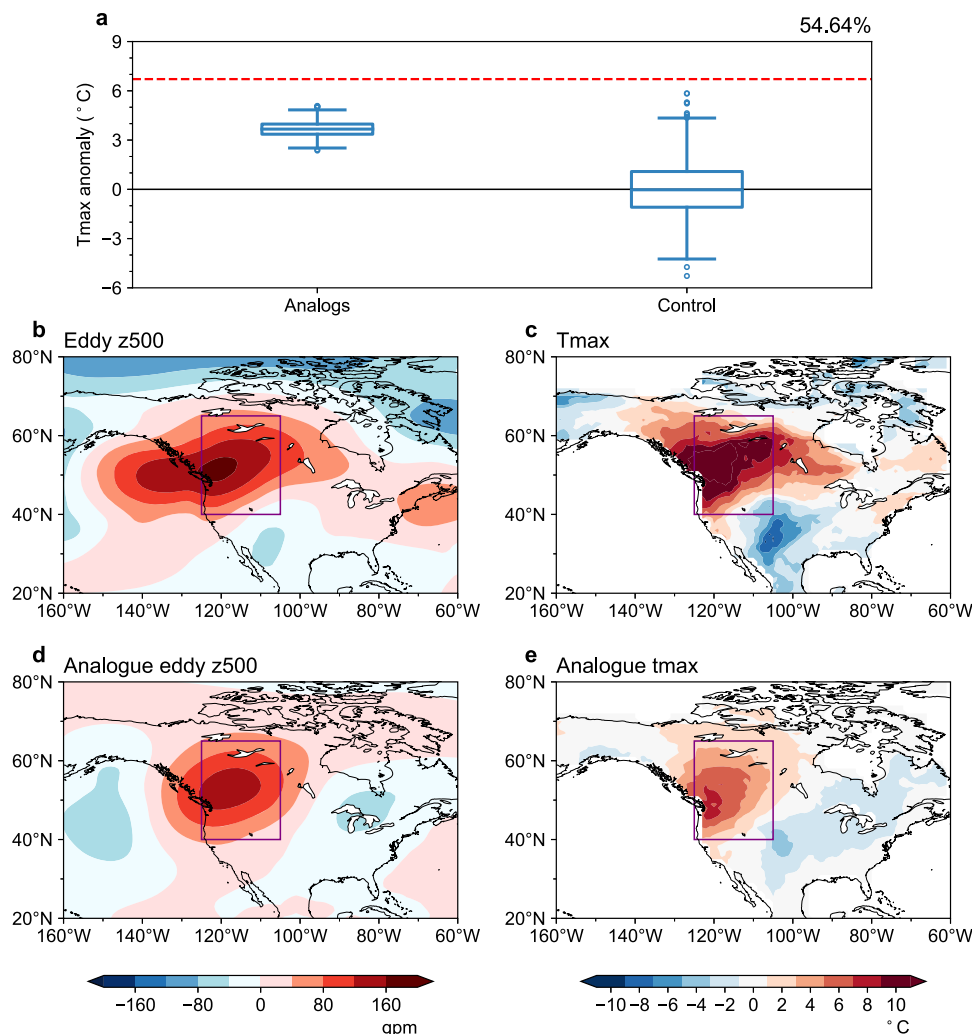 a
54.64%
Tmax anomaly (°C)
9
6
3
0
−3
−6
Analogs Control
b Eddy z500
80°N
60°N
40°N
20°N
160°W 140°W 120°W 100°W 80°W 60°W
c Tmax
80°N
60°N
40°N
20°N
160°W 140°W 120°W 100°W 80°W 60°W
d Analogue eddy z500
80°N
60°N
40°N
20°N
160°W 140°W 120°W 100°W 80°W 60°W
e Analogue tmax
80°N
60°N
40°N
20°N
160°W 140°W 120°W 100°W 80°W 60°W
−160 −80 0 80 160
gpm
−10 −8 −6 −4 −2 0 2 4 6 8 10
°C